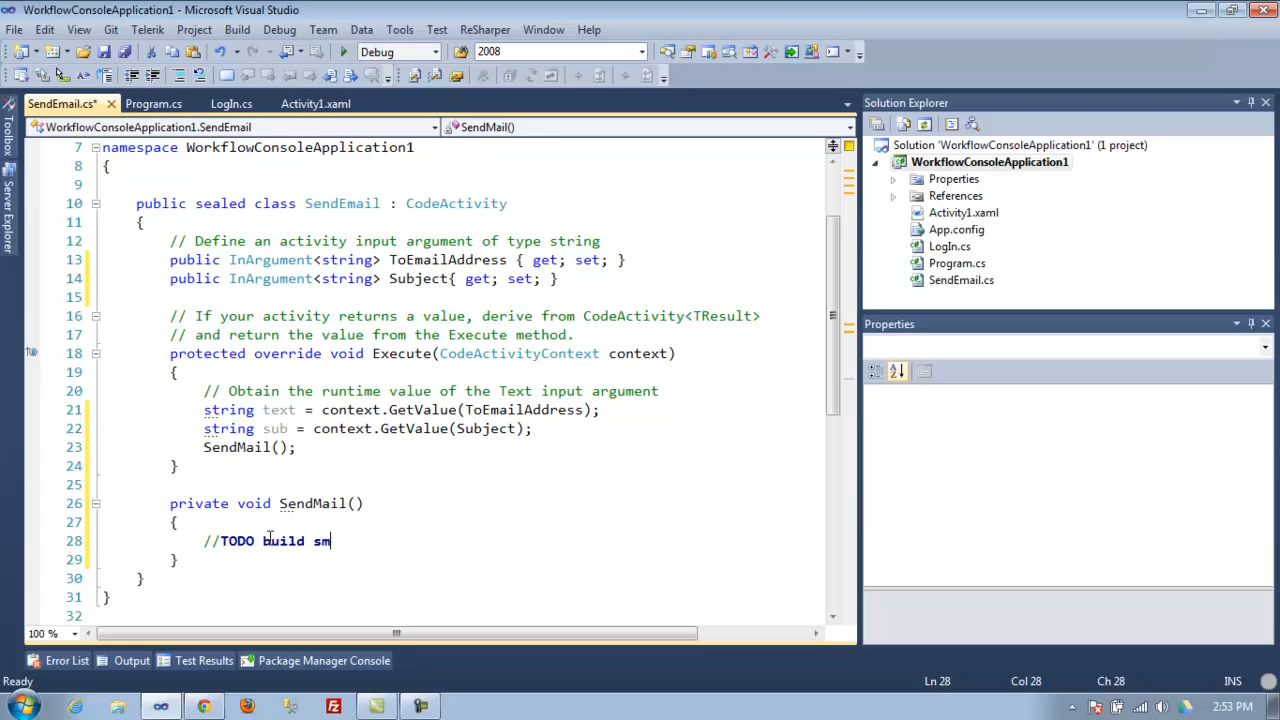 WorkflowConsoleApplication1 - Microsoft Visual Studio
File Edit View Git Telerik Project Build Debug Team Data Tools Test ReSharper Window Help
Debug 2008
SendEmail.cs* Program.cs LogIn.cs Activity1.xaml
WorkflowConsoleApplication1.SendEmail SendMail()
Toolbox
Server Explorer
7 namespace WorkflowConsoleApplication1
8 {
9
10 public sealed class SendEmail : CodeActivity
11 {
12 // Define an activity input argument of type string
13 public InArgument<string> ToEmailAddress { get; set; }
14 public InArgument<string> Subject{ get; set; }
15
16 // If your activity returns a value, derive from CodeActivity<TResult>
17 // and return the value from the Execute method.
18 protected override void Execute(CodeActivityContext context)
19 {
20 // Obtain the runtime value of the Text input argument
21 string text = context.GetValue(ToEmailAddress);
22 string sub = context.GetValue(Subject);
23 SendMail();
24 }
25
26 private void SendMail()
27 {
28 //TODO build sm
29 }
30 }
31 }
32
100 %
Solution Explorer
Solution 'WorkflowConsoleApplication1' (1 project)
WorkflowConsoleApplication1
Properties
References
Activity1.xaml
App.config
LogIn.cs
Program.cs
SendEmail.cs
Properties
Error List Output Test Results Package Manager Console
Ready Ln 28 Col 28 Ch 28 INS
2:53 PM